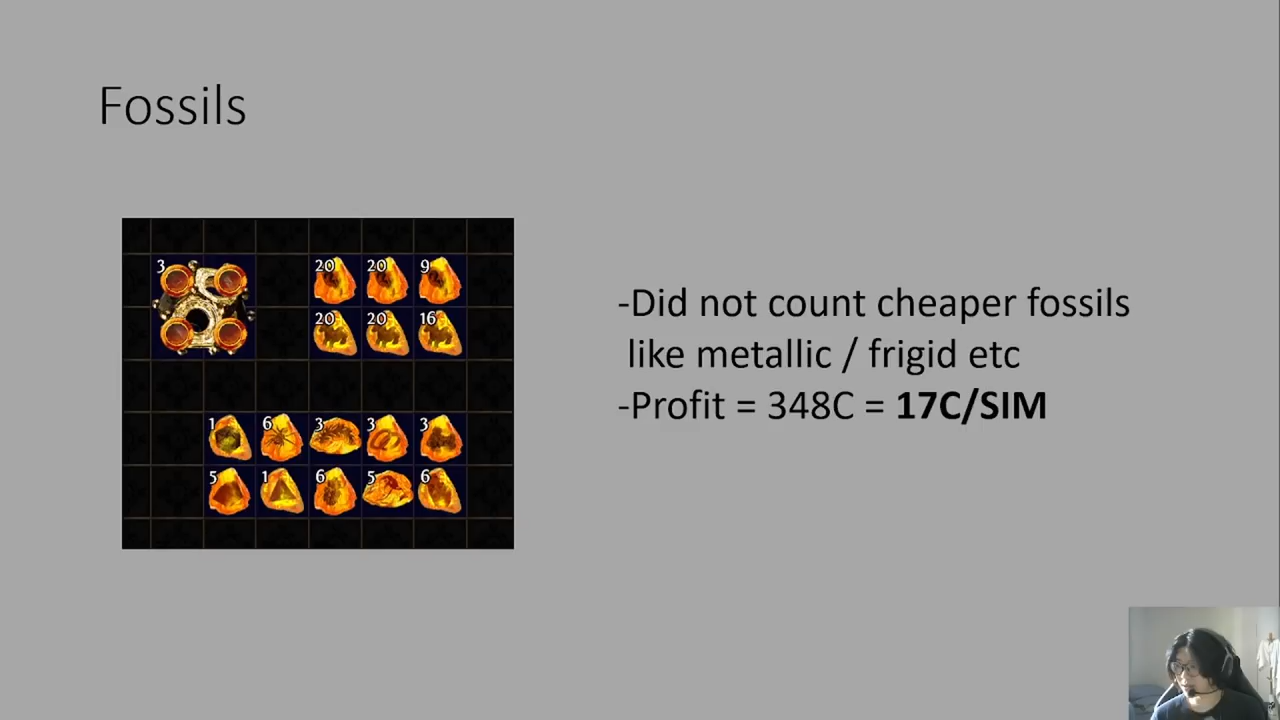 Fossils
3 20 20 9
20 20 16
1 6 3 3 3
5 1 6 5 6
-Did not count cheaper fossils
like metallic / frigid etc
-Profit = 348C = 17C/SIM